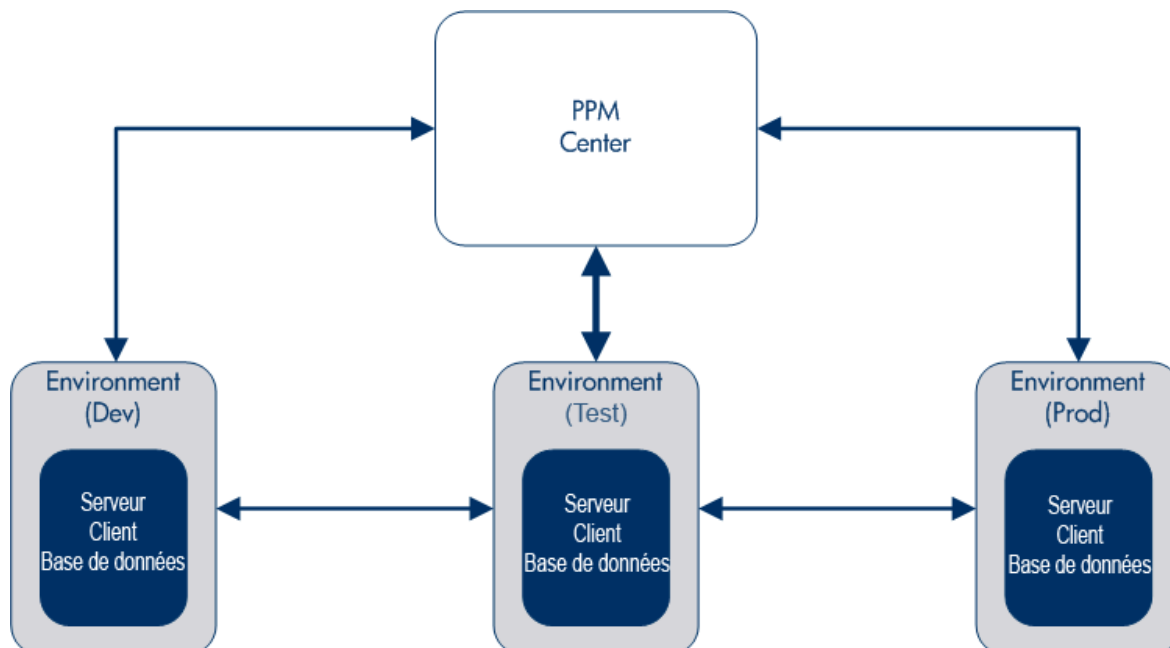 PPM
Center
Environment
(Dev)
Serveur
Client
Base de données
Environment
(Test)
Serveur
Client
Base de données
Environment
(Prod)
Serveur
Client
Base de données